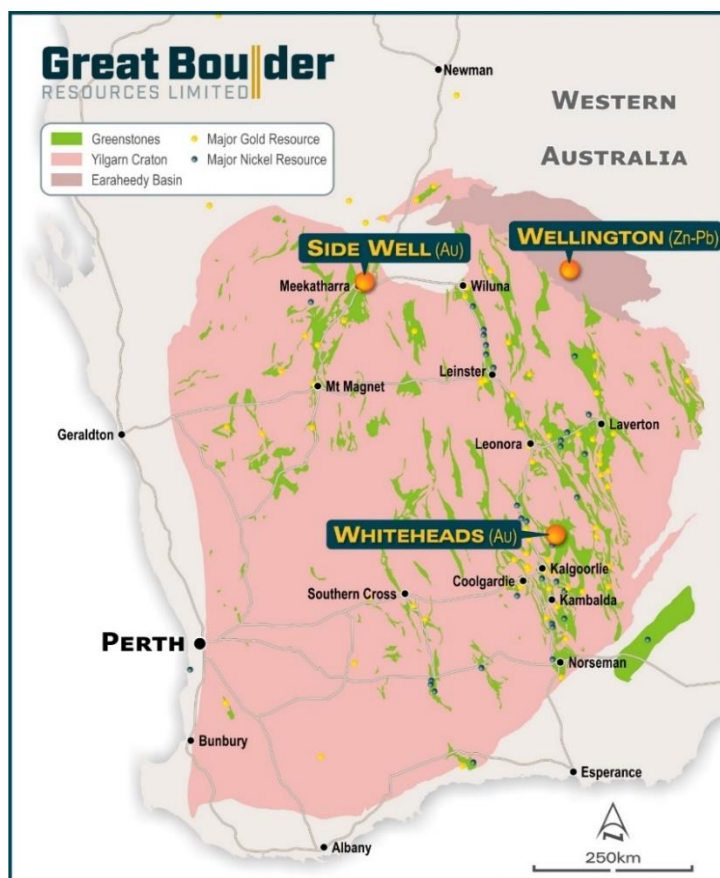 Great Boulder
RESOURCES LIMITED
Greenstones
Major Gold Resource
Yilgarn Craton
Major Nickel Resource
Earaheedy Basin
Newman
WESTERN
AUSTRALIA
SIDE WELL (Au)
WELLINGTON (Zn-Pb)
Meekatharra
Wiluna
Leinster
Mt Magnet
Geraldton
Laverton
Leonora
WHITEHEADS (Au)
Kalgoorlie
Coolgardie
Southern Cross
Kambalda
PERTH
Norseman
Bunbury
Esperance
Albany
N
250km